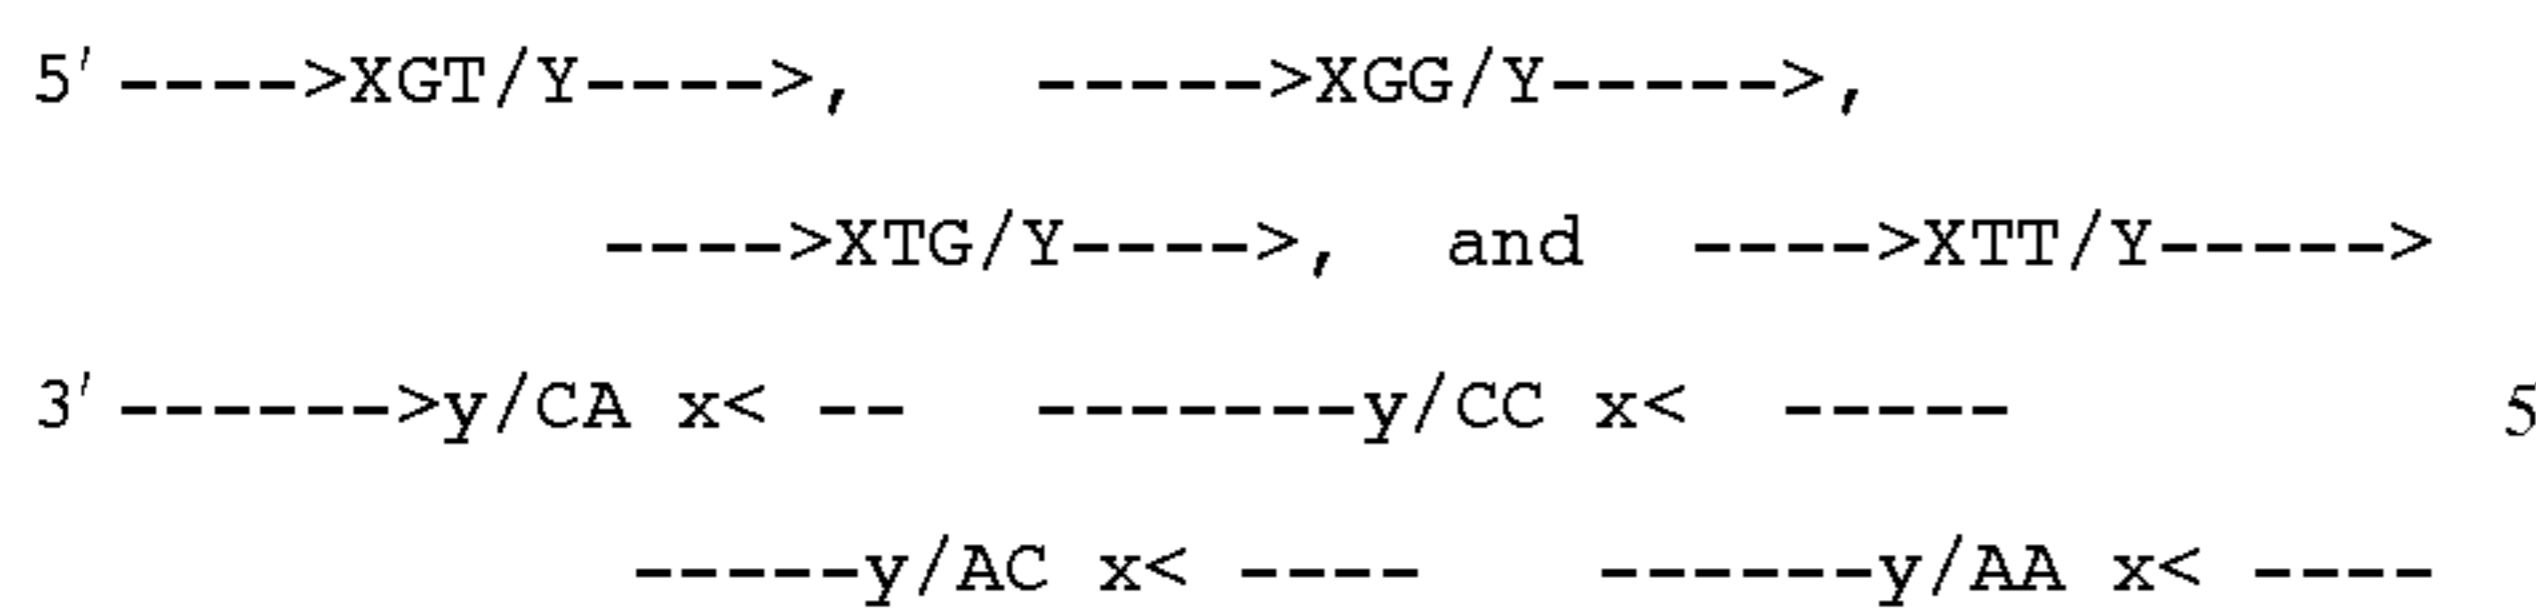 5′ ---->XGT/Y---->, ----->XGG/Y----->,
---->XTG/Y---->, and ---->XTT/Y----->
3′ ------>y/CA x< -- -------y/CC x< ----- 5
-----y/AC x< ---- ------y/AA x< ----